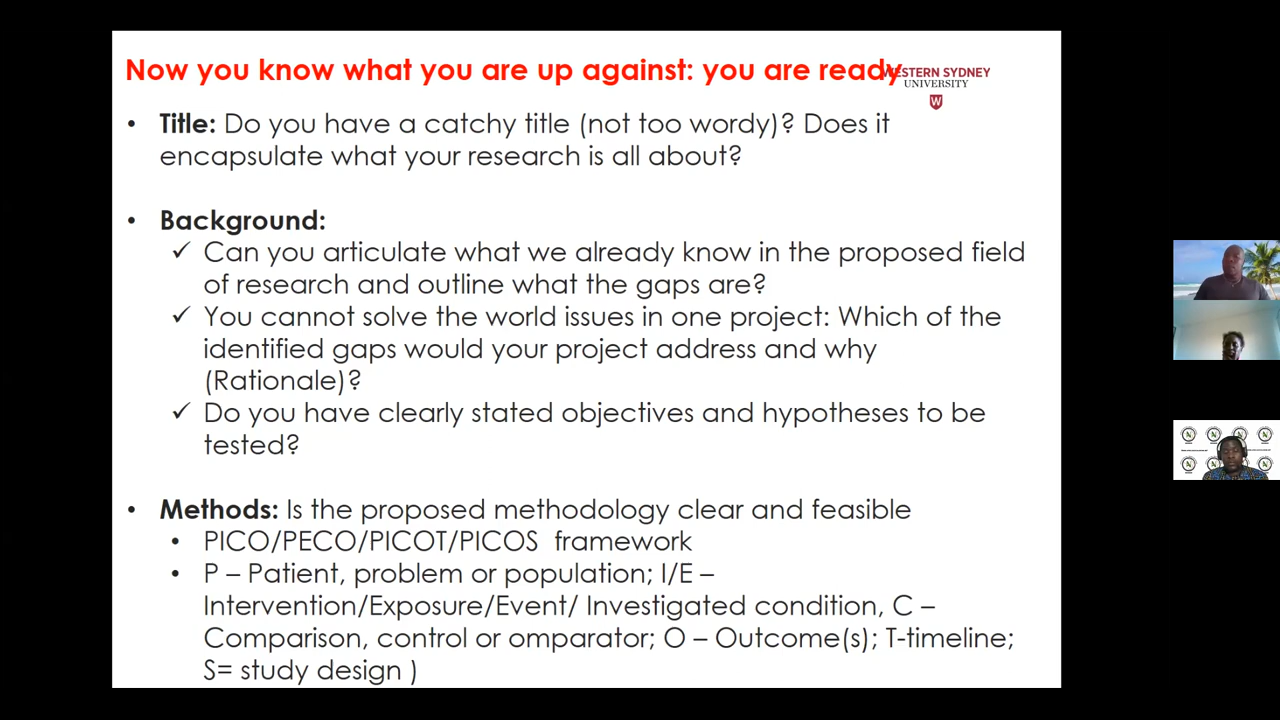 Now you know what you are up against: you are ready
WESTERN SYDNEY
UNIVERSITY
W
• Title: Do you have a catchy title (not too wordy)? Does it
encapsulate what your research is all about?
• Background:
✓ Can you articulate what we already know in the proposed field
of research and outline what the gaps are?
✓ You cannot solve the world issues in one project: Which of the
identified gaps would your project address and why
(Rationale)?
✓ Do you have clearly stated objectives and hypotheses to be
tested?
• Methods: Is the proposed methodology clear and feasible
• PICO/PECO/PICOT/PICOS framework
• P – Patient, problem or population; I/E –
Intervention/Exposure/Event/ Investigated condition, C –
Comparison, control or omparator; O – Outcome(s); T-timeline;
S= study design )